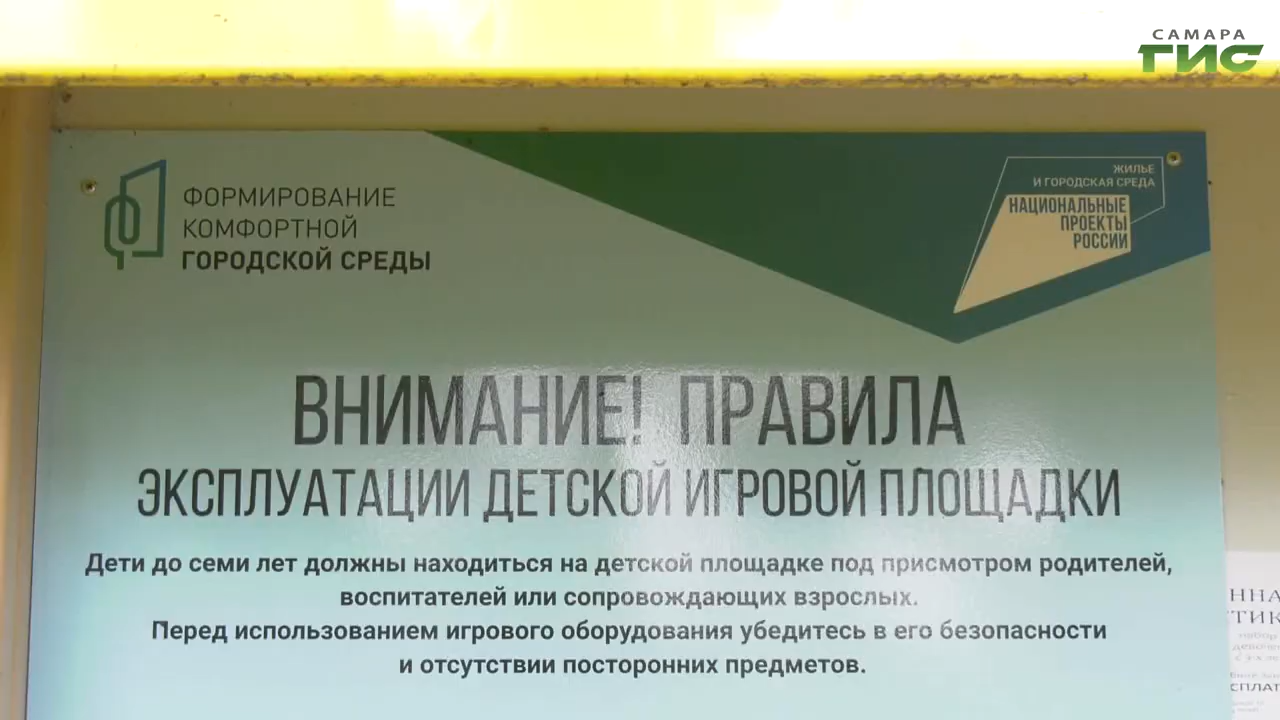 САМАРА
ГИС
ФОРМИРОВАНИЕ
КОМФОРТНОЙ
ГОРОДСКОЙ СРЕДЫ
ЖИЛЬЕ
И ГОРОДСКАЯ СРЕДА
НАЦИОНАЛЬНЫЕ
ПРОЕКТЫ
РОССИИ
ВНИМАНИЕ! ПРАВИЛА
ЭКСПЛУАТАЦИИ ДЕТСКОЙ ИГРОВОЙ ПЛОЩАДКИ
Дети до семи лет должны находиться на детской площадке под присмотром родителей,
воспитателей или сопровождающих взрослых.
Перед использованием игрового оборудования убедитесь в его безопасности
и отсутствии посторонних предметов.